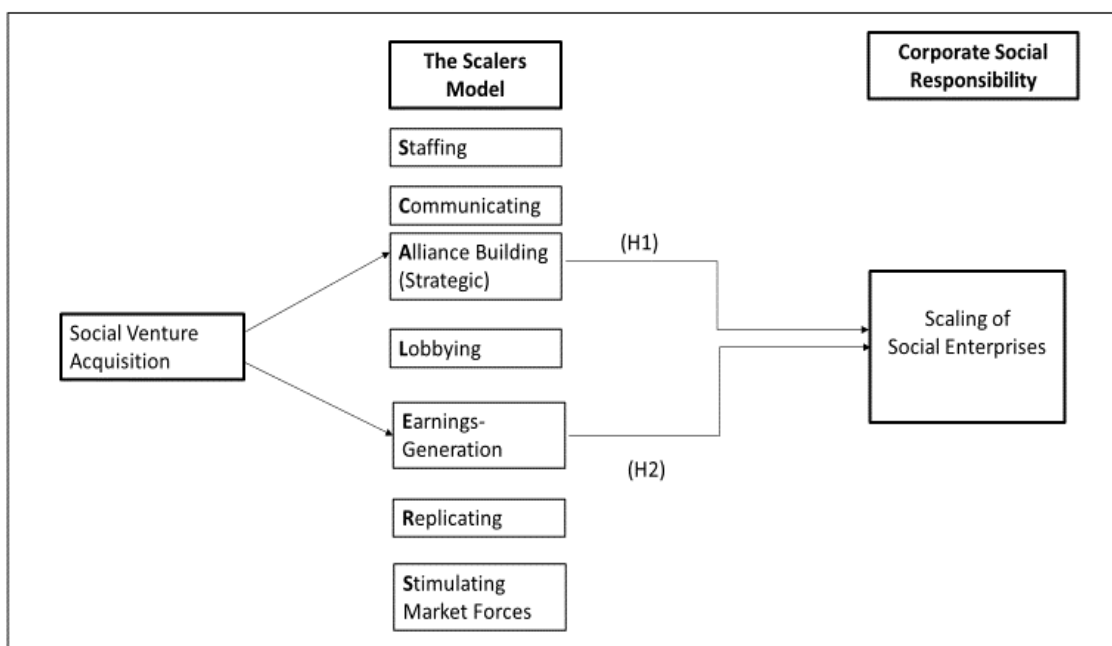 The Scalers
Model
Corporate Social
Responsibility
Staffing
Communicating
Alliance Building
(Strategic)
(H1)
Social Venture
Acquisition
Lobbying
Scaling of
Social Enterprises
Earnings-
Generation
(H2)
Replicating
Stimulating
Market Forces